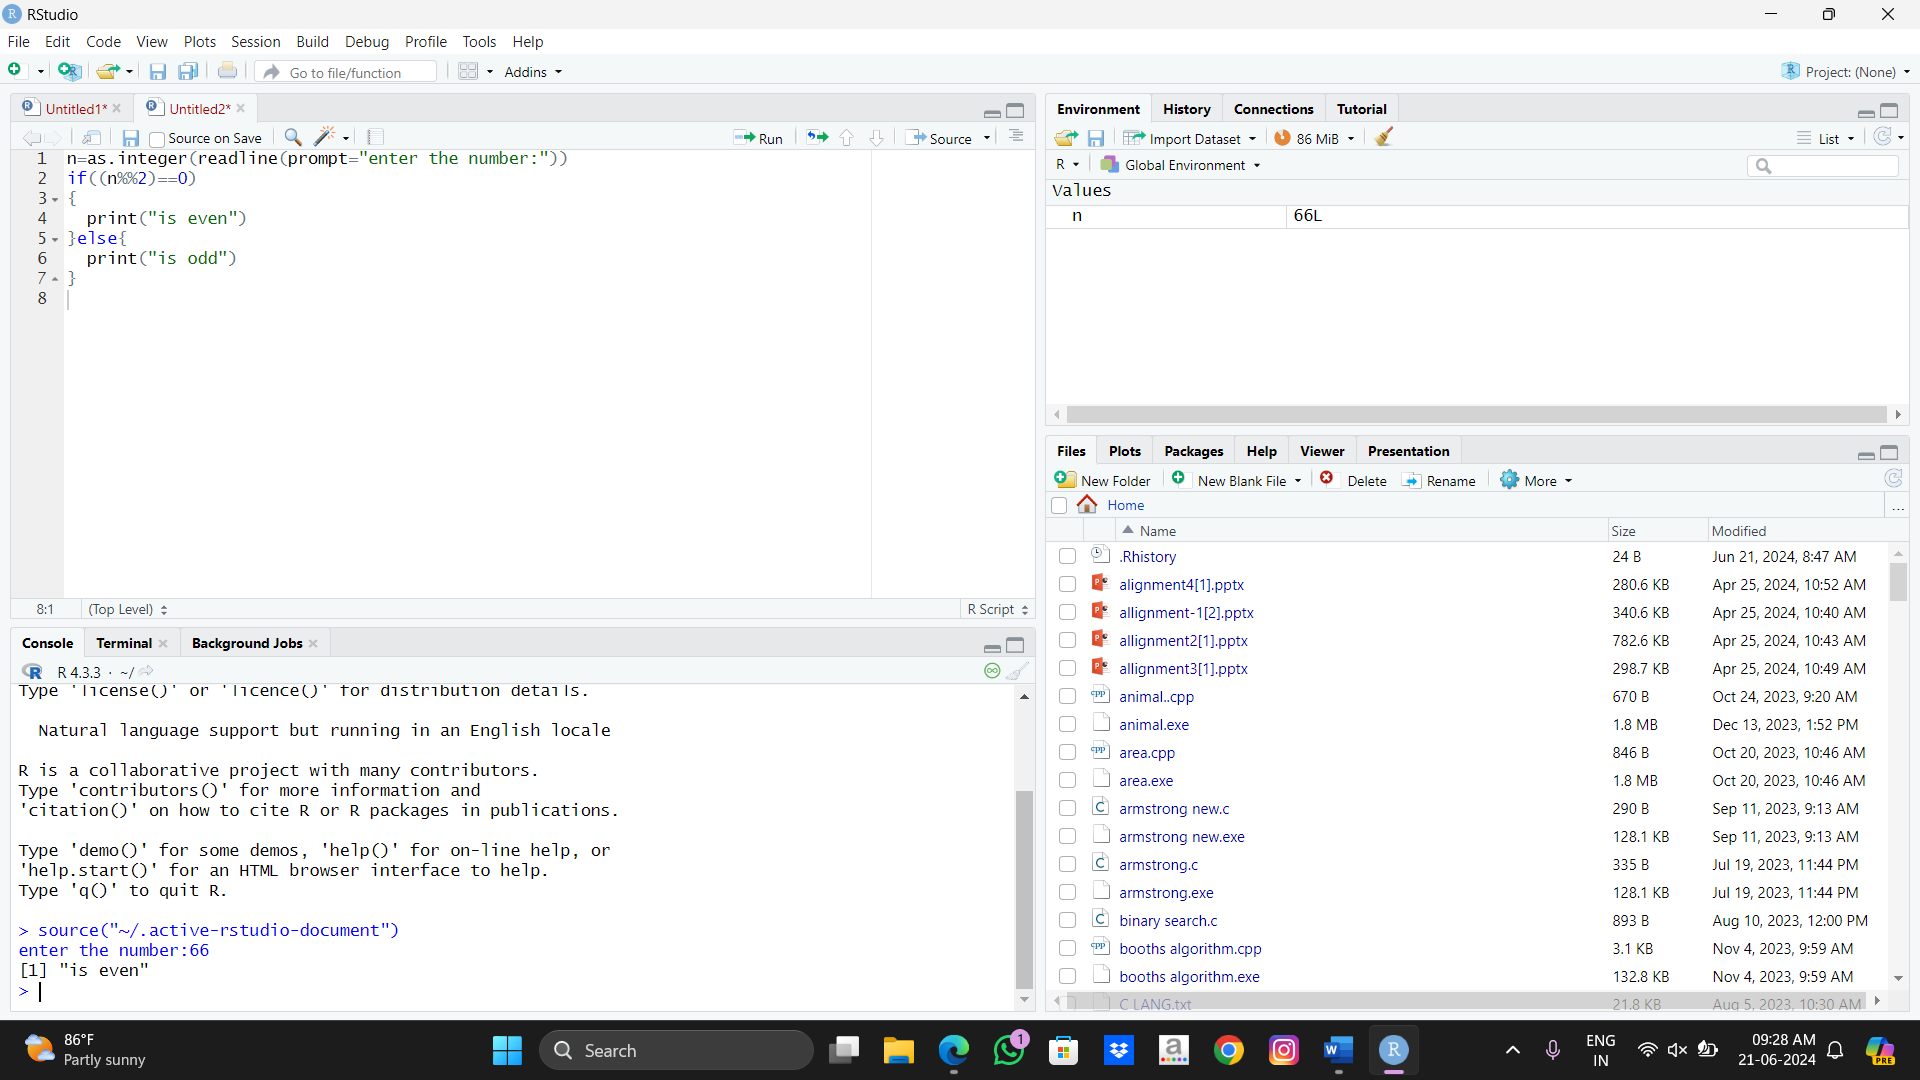 RStudio
File Edit Code View Plots Session Build Debug Profile Tools Help
Go to file/function Addins Project: (None)
Untitled1* Untitled2*
Source on Save Run Source
1 n=as.integer(readline(prompt="enter the number:"))
2 if((n%%2)==0)
3 {
4 print("is even")
5 }else{
6 print("is odd")
7 }
8
8:1 (Top Level) R Script
Console Terminal Background Jobs
R 4.3.3 · ~/
Type 'license()' or 'licence()' for distribution details.
Natural language support but running in an English locale
R is a collaborative project with many contributors.
Type 'contributors()' for more information and
'citation()' on how to cite R or R packages in publications.
Type 'demo()' for some demos, 'help()' for on-line help, or
'help.start()' for an HTML browser interface to help.
Type 'q()' to quit R.
> source("~/.active-rstudio-document")
enter the number:66
[1] "is even"
>
Environment History Connections Tutorial
Import Dataset 86 MiB List
R Global Environment
Values
n 66L
Files Plots Packages Help Viewer Presentation
New Folder New Blank File Delete Rename More
Home ...
Name Size Modified
.Rhistory 24 B Jun 21, 2024, 8:47 AM
alignment4[1].pptx 280.6 KB Apr 25, 2024, 10:52 AM
allignment-1[2].pptx 340.6 KB Apr 25, 2024, 10:40 AM
allignment2[1].pptx 782.6 KB Apr 25, 2024, 10:43 AM
allignment3[1].pptx 298.7 KB Apr 25, 2024, 10:49 AM
animal..cpp 670 B Oct 24, 2023, 9:20 AM
animal.exe 1.8 MB Dec 13, 2023, 1:52 PM
area.cpp 846 B Oct 20, 2023, 10:46 AM
area.exe 1.8 MB Oct 20, 2023, 10:46 AM
armstrong new.c 290 B Sep 11, 2023, 9:13 AM
armstrong new.exe 128.1 KB Sep 11, 2023, 9:13 AM
armstrong.c 335 B Jul 19, 2023, 11:44 PM
armstrong.exe 128.1 KB Jul 19, 2023, 11:44 PM
binary search.c 893 B Aug 10, 2023, 12:00 PM
booths algorithm.cpp 3.1 KB Nov 4, 2023, 9:59 AM
booths algorithm.exe 132.8 KB Nov 4, 2023, 9:59 AM
C LANG.txt 21.8 KB Aug 5, 2023, 10:30 AM
86°F
Partly sunny
Search
1
ENG
IN
09:28 AM
21-06-2024
PRE